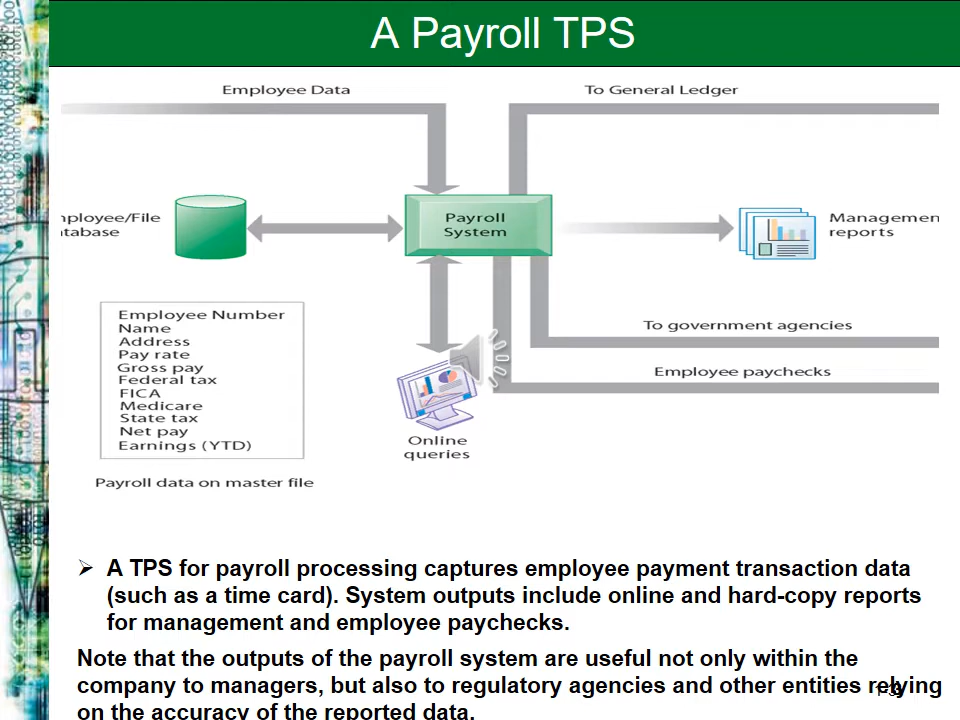 A Payroll TPS
Employee Data
To General Ledger
mployee/File
atabase
Payroll
System
Managemen
reports
Employee Number
Name
Address
Pay rate
Gross pay
Federal tax
FICA
Medicare
State tax
Net pay
Earnings (YTD)
To government agencies
Employee paychecks
Online
queries
Payroll data on master file
➢ A TPS for payroll processing captures employee payment transaction data
(such as a time card). System outputs include online and hard-copy reports
for management and employee paychecks.
Note that the outputs of the payroll system are useful not only within the
company to managers, but also to regulatory agencies and other entities relying
on the accuracy of the reported data.